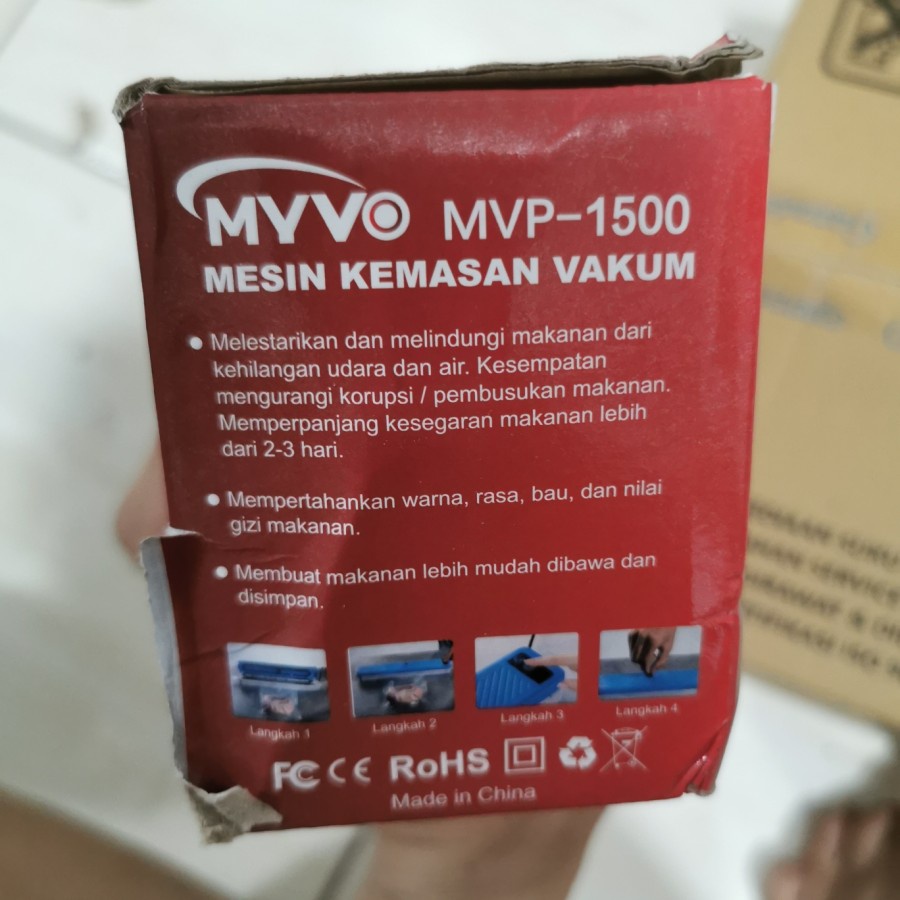 MYVO MVP-1500
MESIN KEMASAN VAKUM
Melestarikan dan melindungi makanan dari
kehilangan udara dan air. Kesempatan
mengurangi korupsi / pembusukan makanan.
Memperpanjang kesegaran makanan lebih
dari 2-3 hari.
Mempertahankan warna, rasa, bau, dan nilai
gizi makanan.
Membuat makanan lebih mudah dibawa dan
disimpan.
Langkah 1 Langkah 2 Langkah 3 Langkah 4
FC CE RoHS
Made in China